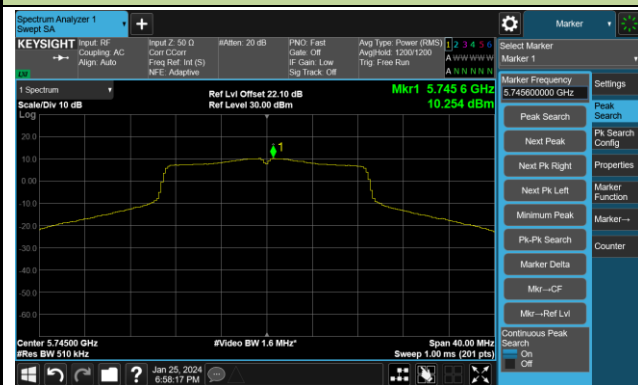 Spectrum Analyzer 1
Swept SA
Marker
KEYSIGHT
Input: RF
Coupling: AC
Align: Auto
Input Z: 50 Ω
Corr CCorr
Freq Ref: Int (S)
NFE: Adaptive
#Atten: 20 dB
PNO: Fast
Gate: Off
IF Gain: Low
Sig Track: Off
Avg Type: Power (RMS)
Avg|Hold: 1200/1200
Trig: Free Run
1 2 3 4 5 6
A W W W W W
A N N N N N
LXI
Select Marker
Marker 1
1 Spectrum
Scale/Div 10 dB
Log
Ref Lvl Offset 22.10 dB
Ref Level 30.00 dBm
Mkr1 5.745 6 GHz
10.254 dBm
20.0
10.0
0.00
-10.0
-20.0
-30.0
-40.0
-50.0
-60.0
1
Center 5.74500 GHz
#Res BW 510 kHz
#Video BW 1.6 MHz*
Span 40.00 MHz
Sweep 1.00 ms (201 pts)
Marker Frequency
5.745600000 GHz
Peak Search
Next Peak
Next Pk Right
Next Pk Left
Minimum Peak
Pk-Pk Search
Marker Delta
Mkr→CF
Mkr→Ref Lvl
Continuous Peak
Search
On
Off
Settings
Peak
Search
Pk Search
Config
Properties
Marker
Function
Marker→
Counter
Jan 25, 2024
6:58:17 PM